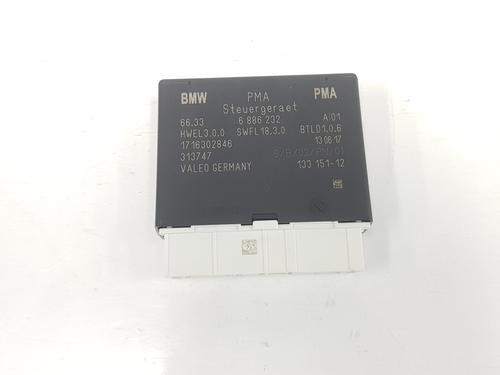 BMW PMA PMA
Steuergeraet
66.33 6 886 232 A|01
HWEL3.0.0 SWFL18.3.0 BTLD1.0.6
1716302846 13 06 17
313747
VALEO GERMANY 133 151-12